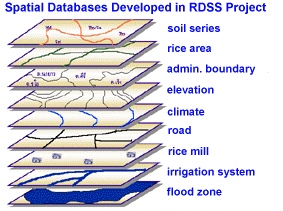 Spatial Databases Developed in RDSS Project
soil series
rice area
admin. boundary
elevation
climate
road
rice mill
irrigation system
flood zone